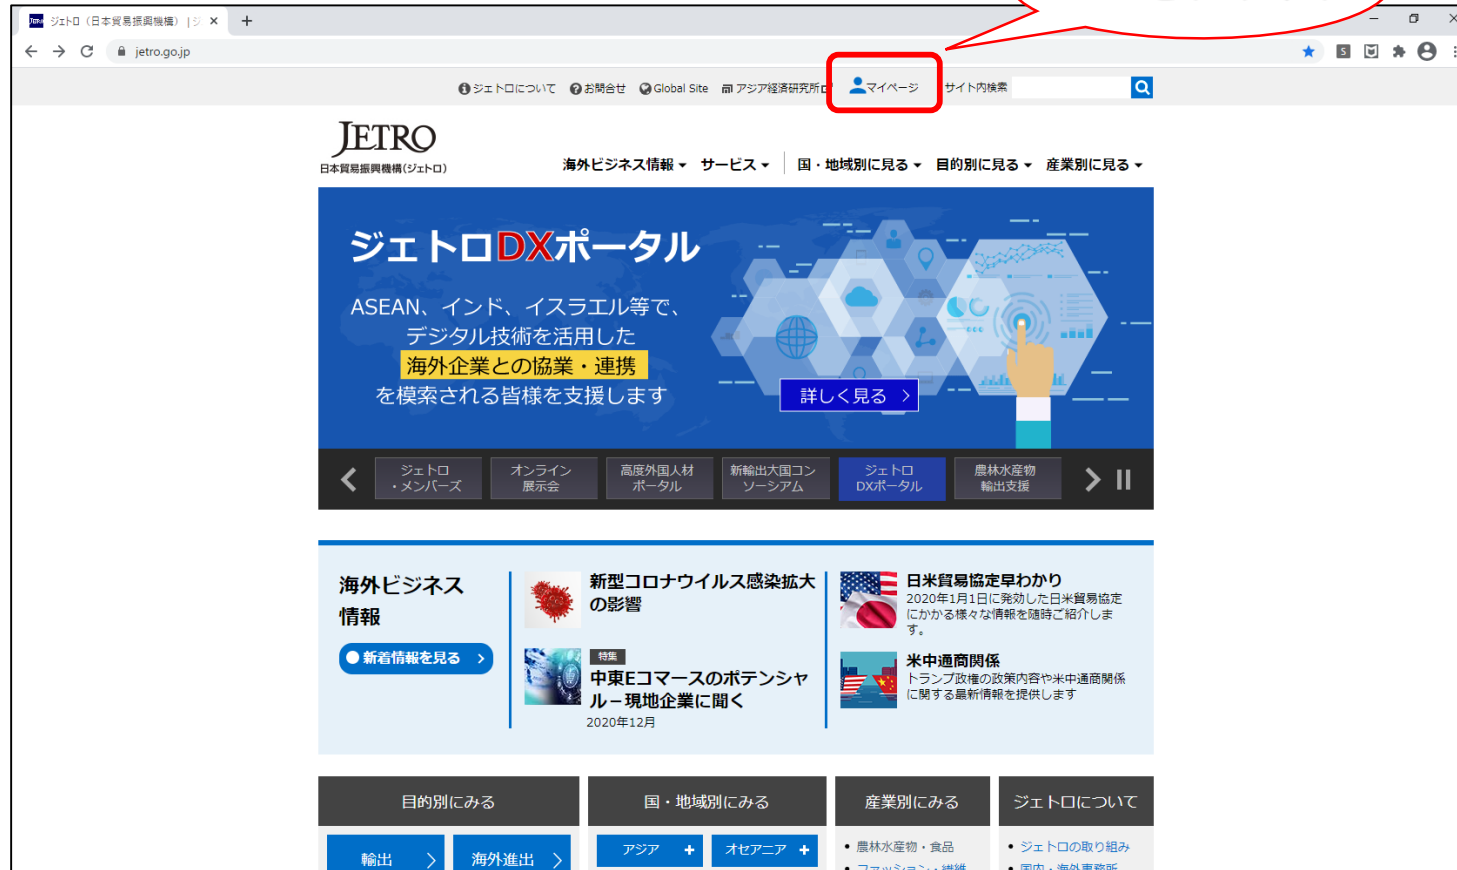 ジェトロ（日本貿易振興機構）| ジ
jetro.go.jp
ジェトロについて お問合せ Global Site アジア経済研究所 マイページ サイト内検索
JETRO
日本貿易振興機構(ジェトロ)
海外ビジネス情報 サービス 国・地域別に見る 目的別に見る 産業別に見る
ジェトロDXポータル
ASEAN、インド、イスラエル等で、
デジタル技術を活用した
海外企業との協業・連携
を模索される皆様を支援します
詳しく見る
ジェトロ
・メンバーズ
オンライン
展示会
高度外国人材
ポータル
新輸出大国コン
ソーシアム
ジェトロ
DXポータル
農林水産物
輸出支援
海外ビジネス
情報
新着情報を見る
新型コロナウイルス感染拡大
の影響
特集
中東Eコマースのポテンシャ
ル－現地企業に聞く
2020年12月
日米貿易協定早わかり
2020年1月1日に発効した日米貿易協定
にかかる様々な情報を随時ご紹介しま
す。
米中通商関係
トランプ政権の政策内容や米中通商関係
に関する最新情報を提供します
目的別にみる
輸出 海外進出
国・地域別にみる
アジア + オセアニア +
産業別にみる
農林水産物・食品
ファッション・繊維
ジェトロについて
ジェトロの取り組み
国内・海外事務所